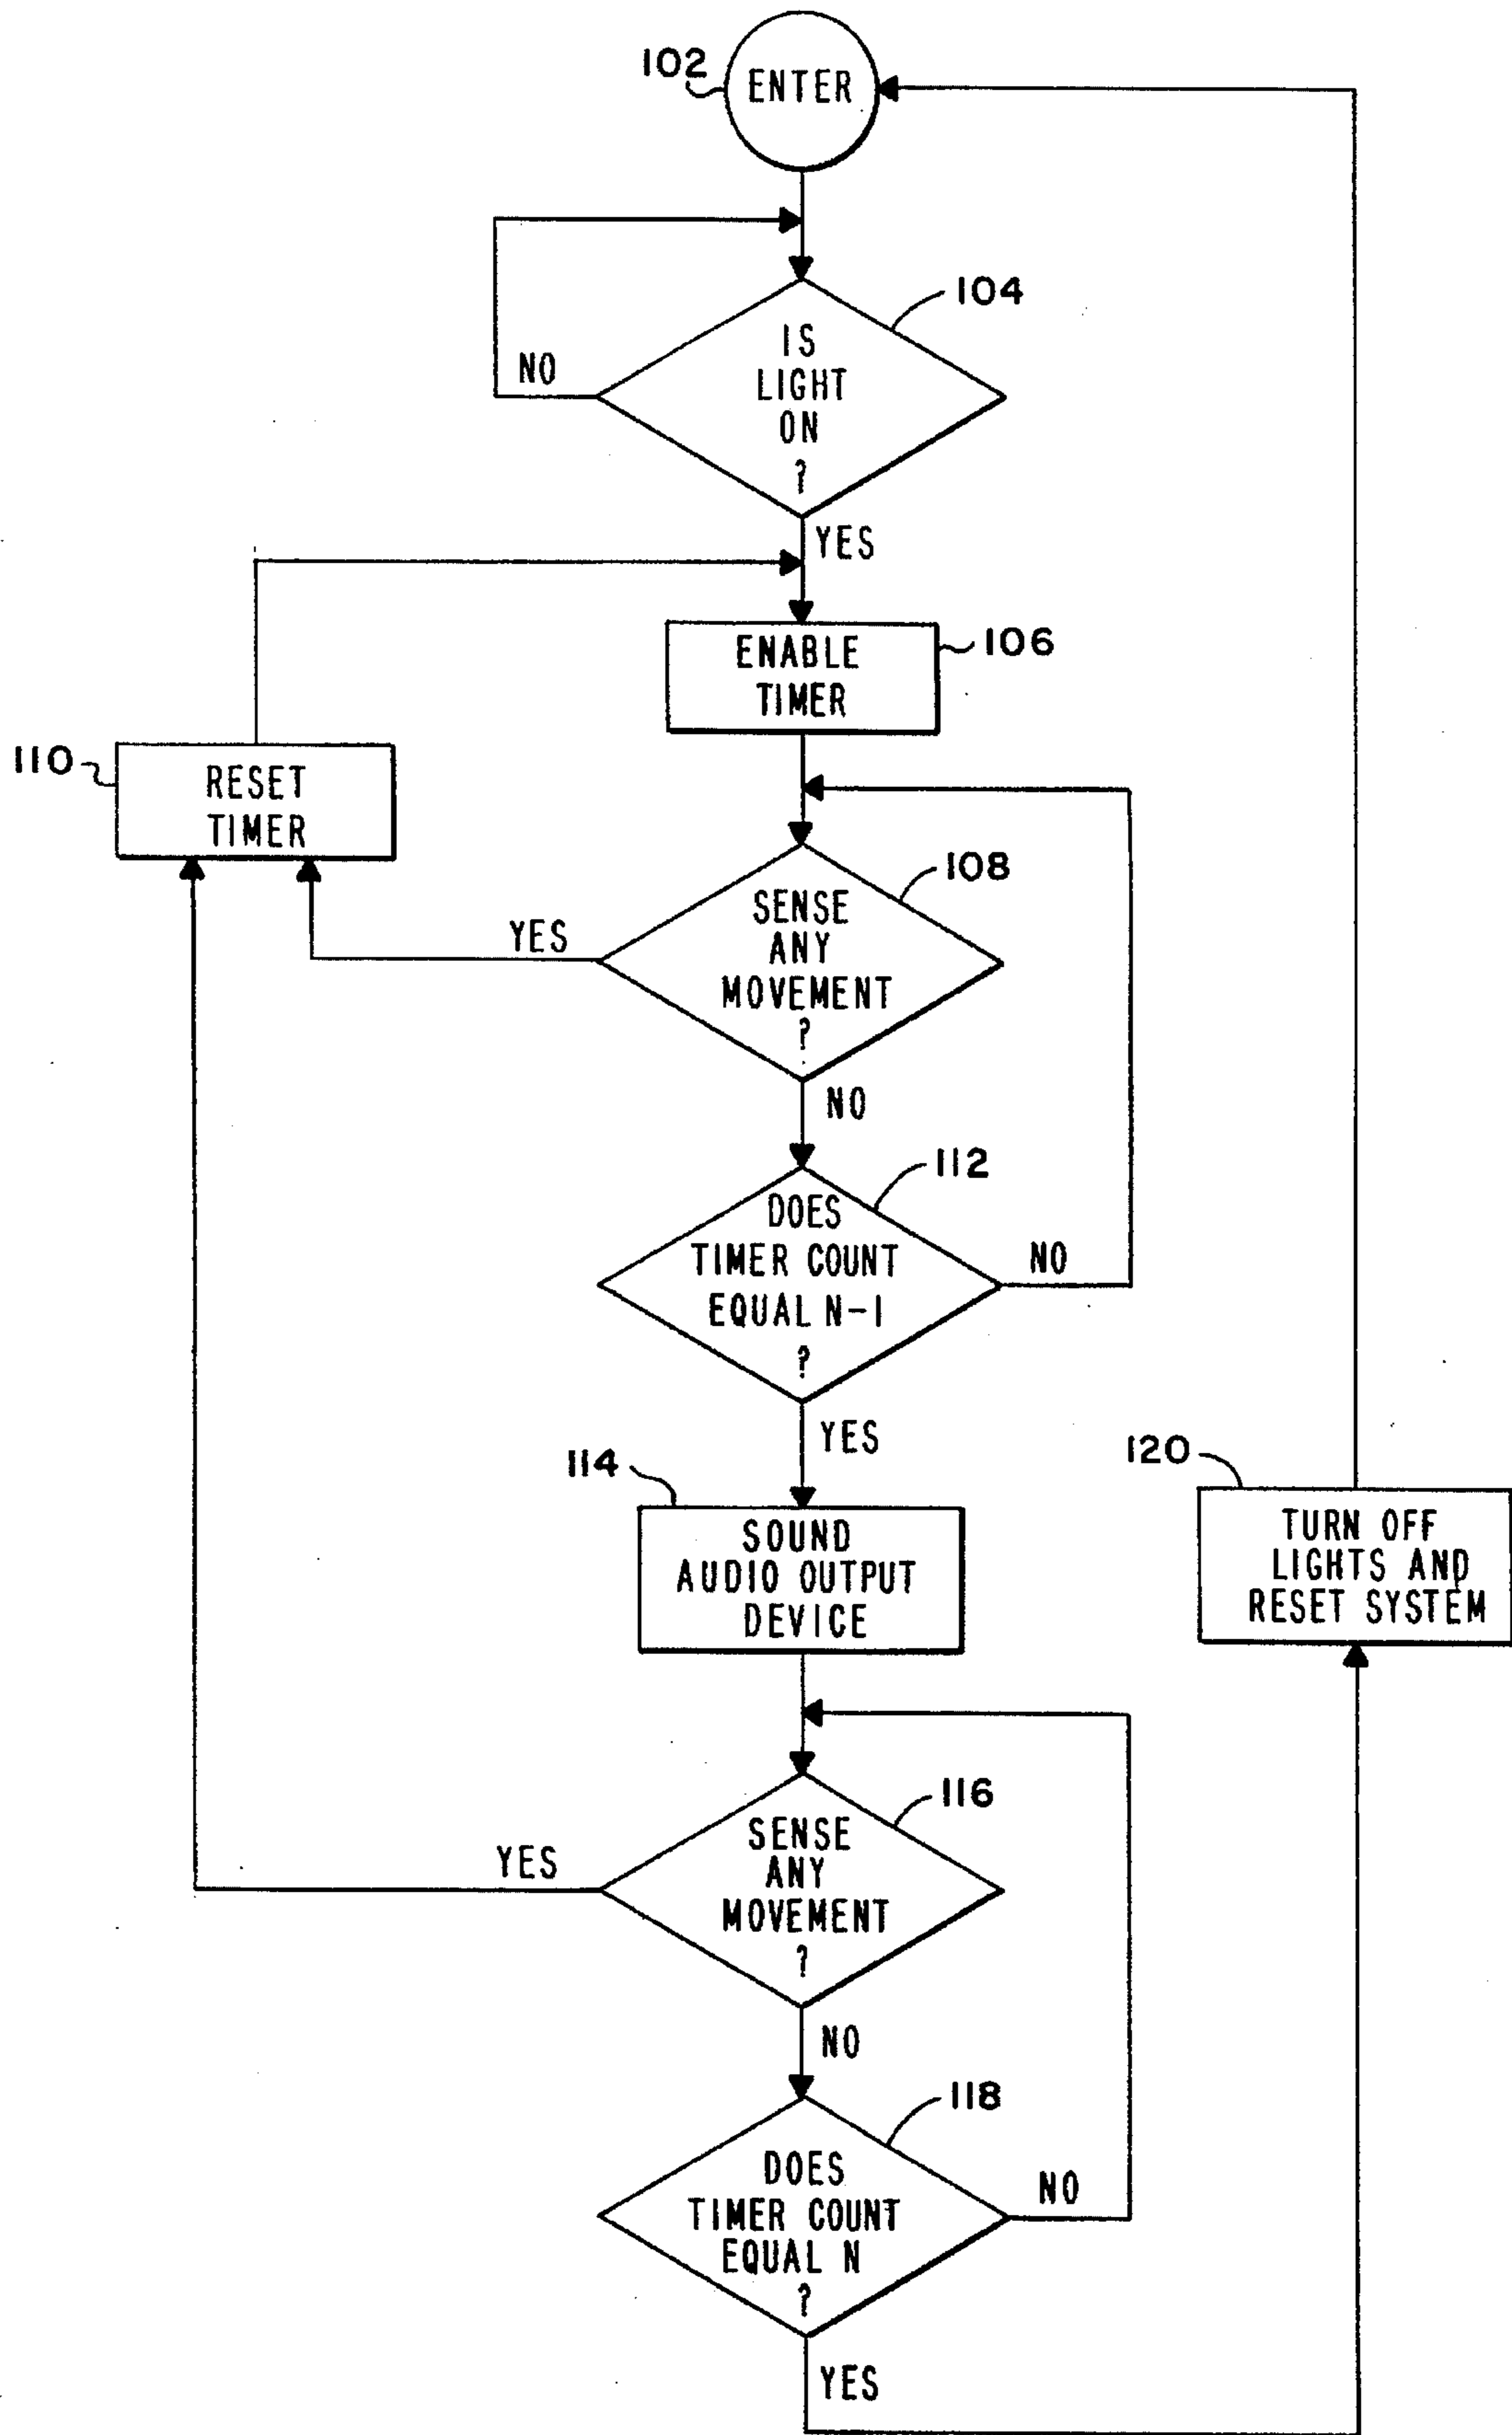 102
ENTER
104
IS
LIGHT
ON
?
NO
YES
106
ENABLE
TIMER
110
RESET
TIMER
108
SENSE
ANY
MOVEMENT
?
YES
NO
112
DOES
TIMER COUNT
EQUAL N-1
?
NO
YES
114
SOUND
AUDIO OUTPUT
DEVICE
120
TURN OFF
LIGHTS AND
RESET SYSTEM
116
SENSE
ANY
MOVEMENT
?
YES
NO
118
DOES
TIMER COUNT
EQUAL N
?
NO
YES